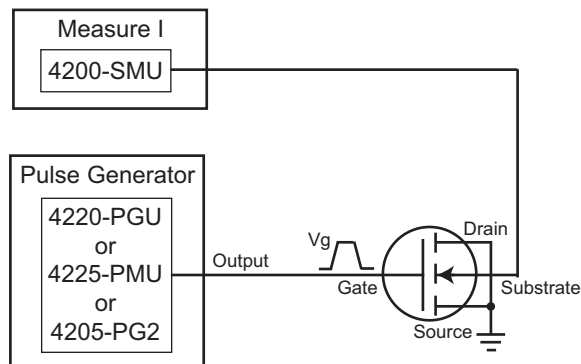 Measure I
4200-SMU
Pulse Generator
4220-PGU
or
4225-PMU
or
4205-PG2
Output
Vg
Gate
Drain
Substrate
Source